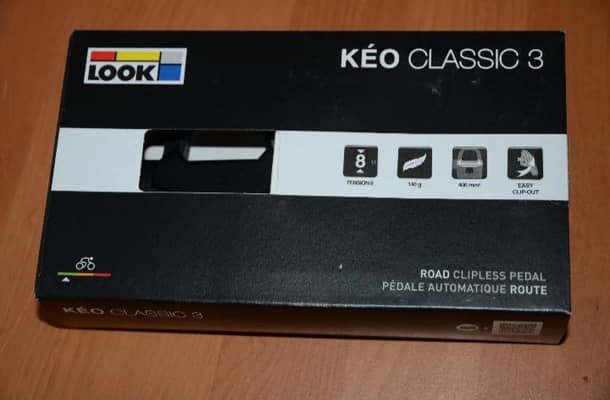 LOOK
KÉO CLASSIC 3
8
TENSION 8
140 g
400 mm²
EASY
CLIP-OUT
ROAD CLIPLESS PEDAL
PÉDALE AUTOMATIQUE ROUTE
KÉO CLASSIC 3